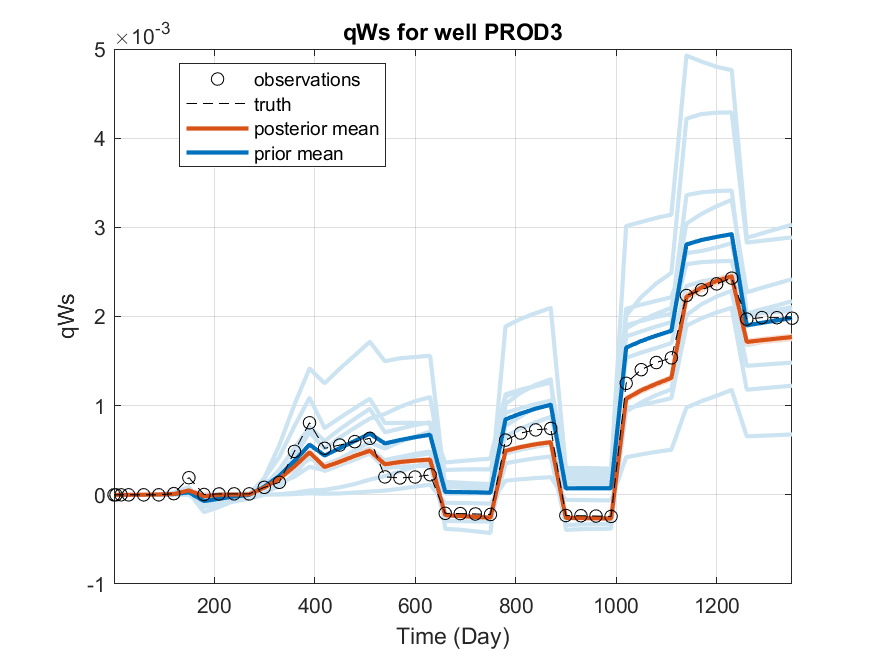 qWs for well PROD3
×10-3
5
4
3
2
1
0
-1
qWs
observations
truth
posterior mean
prior mean
200 400 600 800 1000 1200
Time (Day)